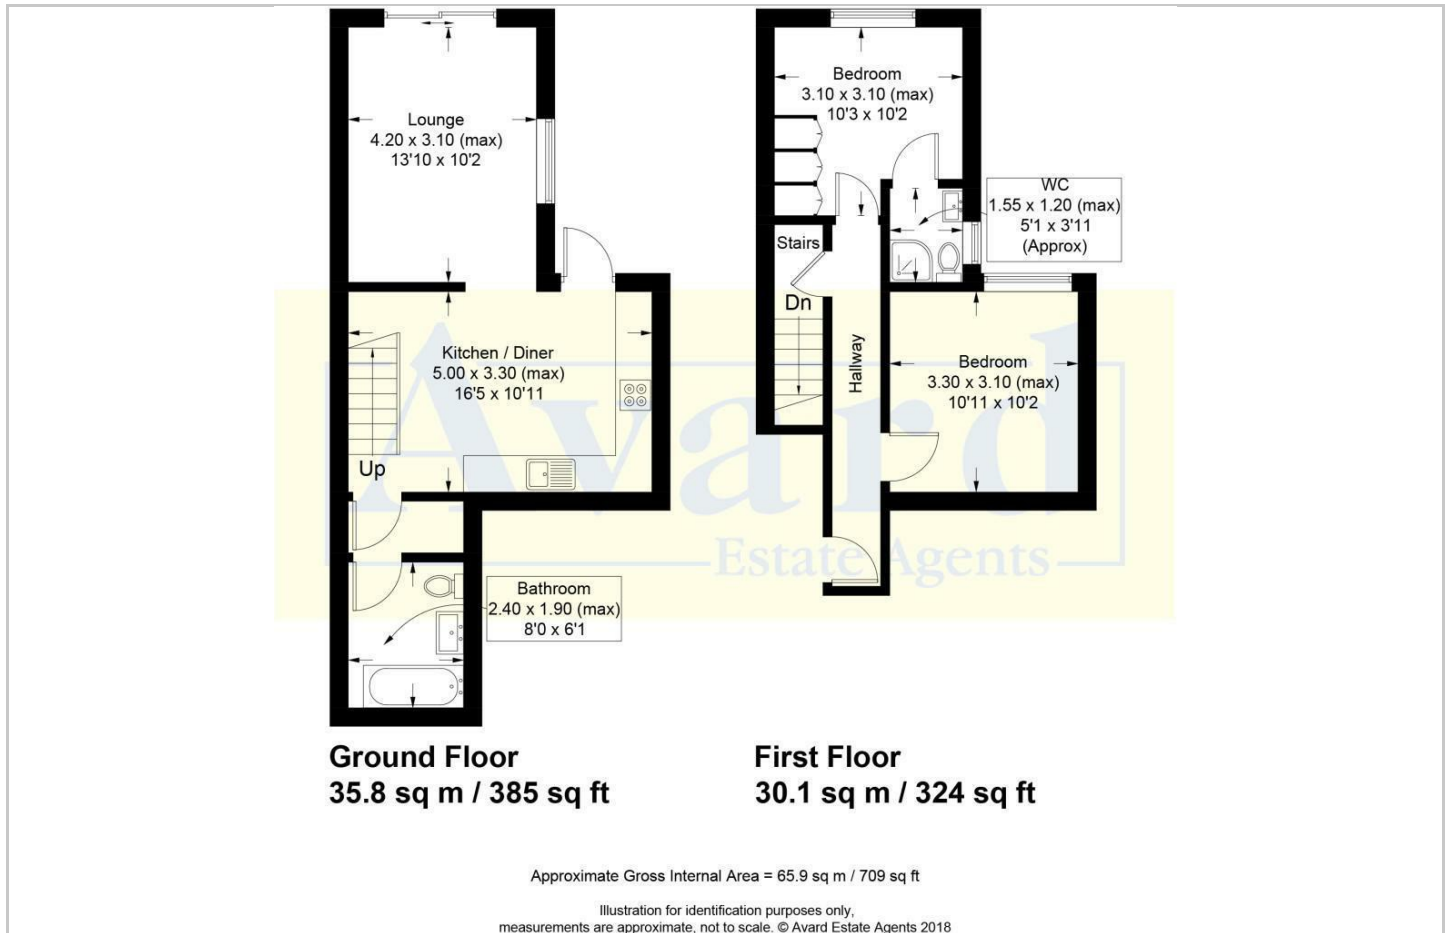 Lounge
4.20 x 3.10 (max)
13'10 x 10'2
Kitchen / Diner
5.00 x 3.30 (max)
16'5 x 10'11
Up
Bathroom
2.40 x 1.90 (max)
8'0 x 6'1
Bedroom
3.10 x 3.10 (max)
10'3 x 10'2
WC
1.55 x 1.20 (max)
5'1 x 3'11
(Approx)
Stairs
Dn
Hallway
Bedroom
3.30 x 3.10 (max)
10'11 x 10'2
Avard
Estate Agents
Ground Floor
35.8 sq m / 385 sq ft
First Floor
30.1 sq m / 324 sq ft
Approximate Gross Internal Area = 65.9 sq m / 709 sq ft
Illustration for identification purposes only,
measurements are approximate, not to scale. © Avard Estate Agents 2018